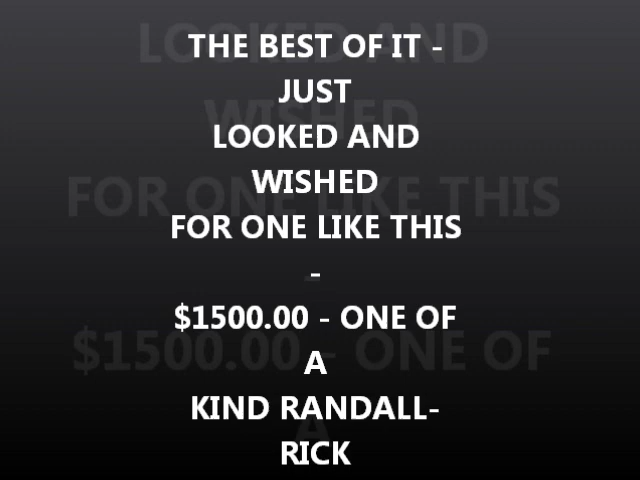 THE BEST OF IT -
JUST
LOOKED AND
WISHED
FOR ONE LIKE THIS
-
$1500.00 - ONE OF
A
KIND RANDALL-
RICK